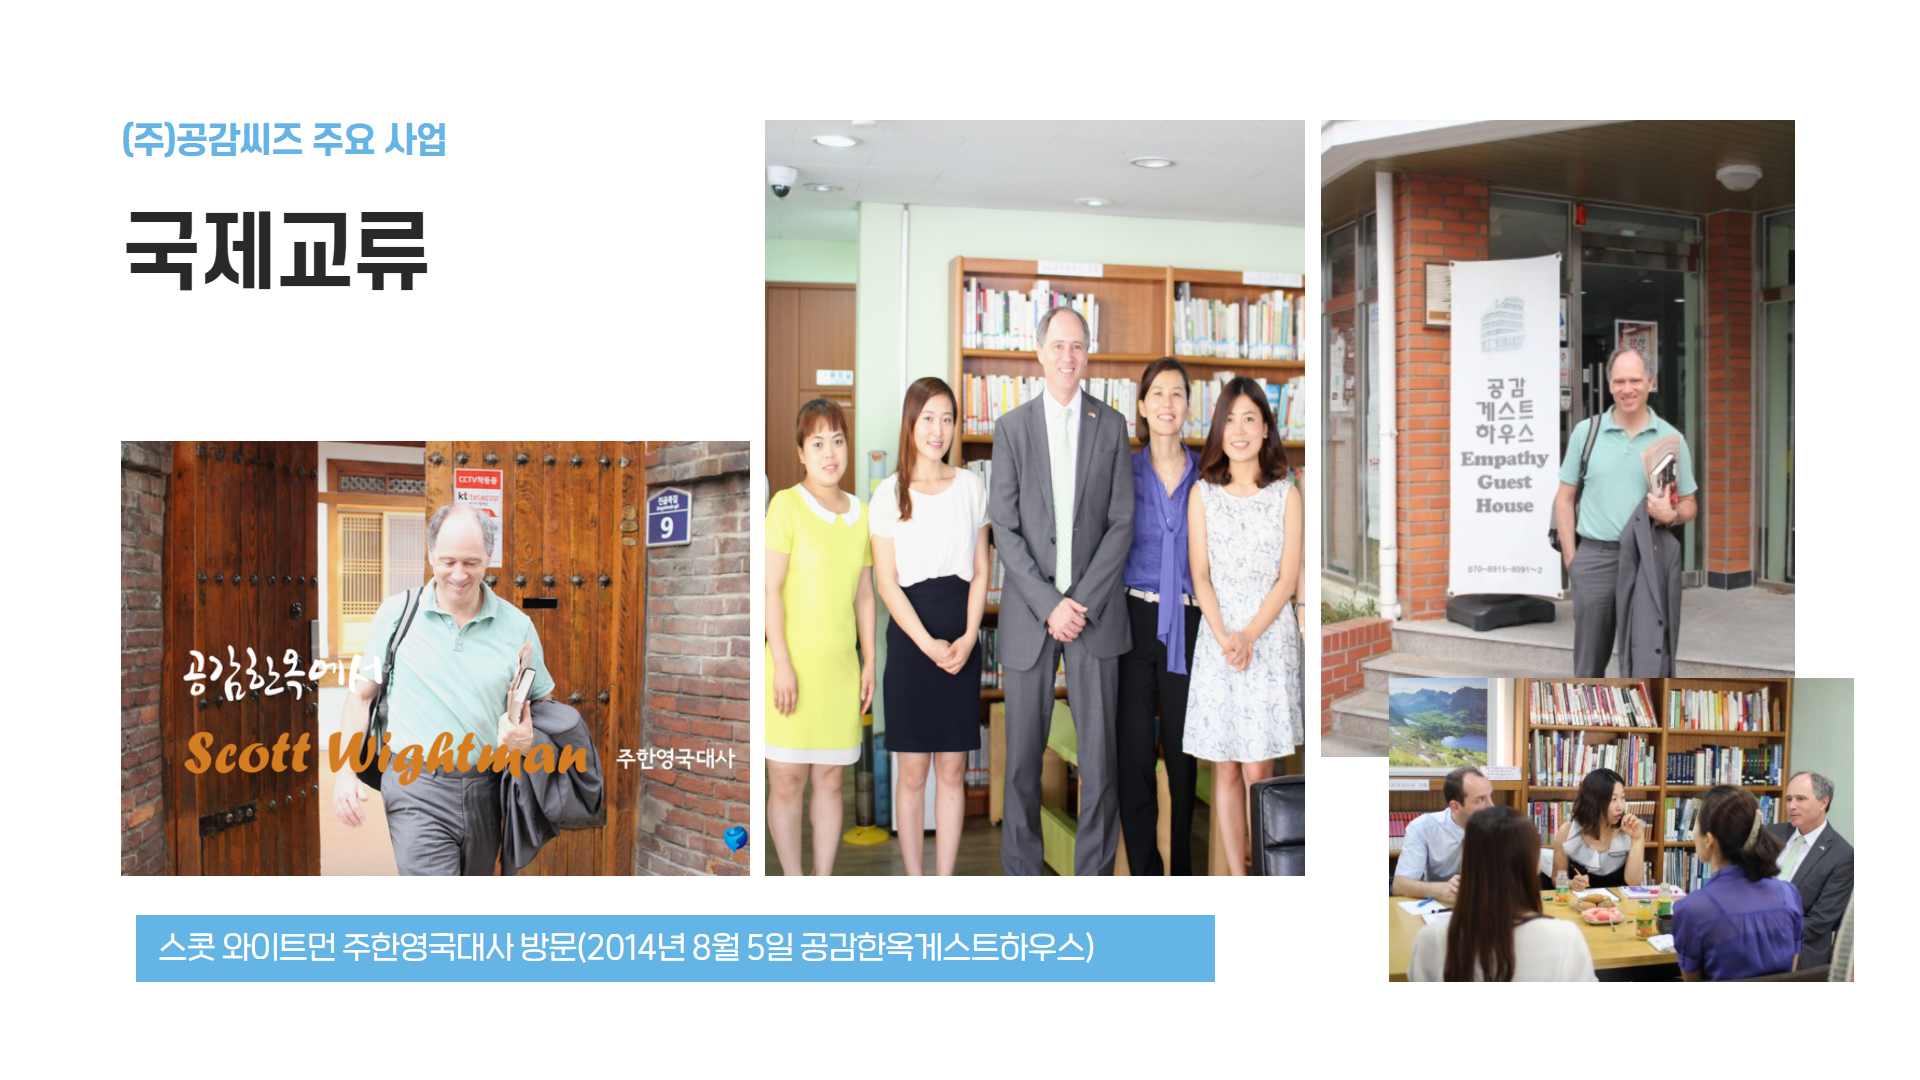 (주)공감씨즈 주요 사업
국제교류
CCTV작동중
kt telecop
9
공감한옥에서
Scott Wightman 주한영국대사
공감
게스트
하우스
Empathy
Guest
House
070-8915-8991~2
스콧 와이트먼 주한영국대사 방문(2014년 8월 5일 공감한옥게스트하우스)